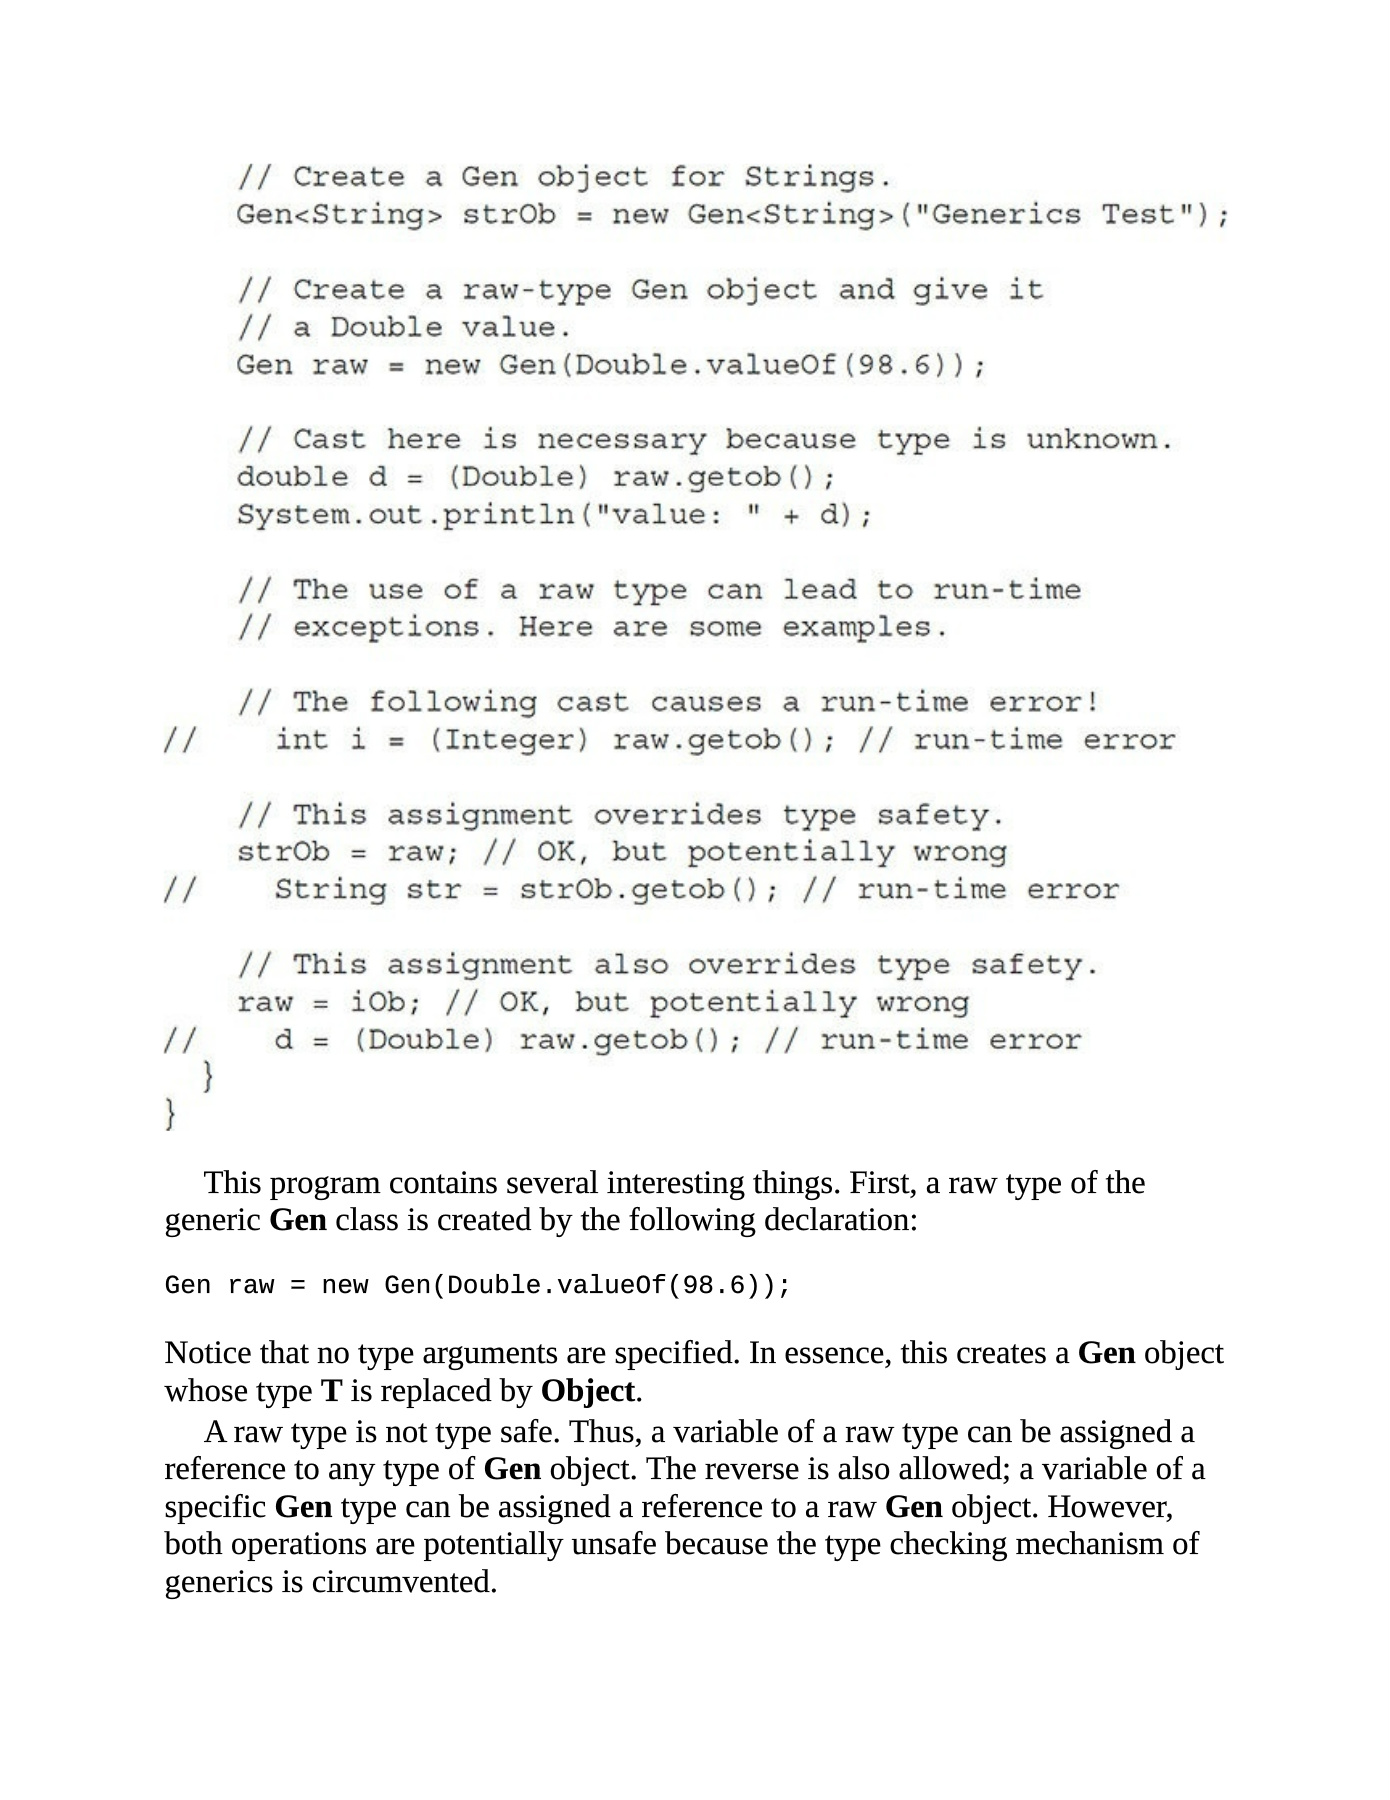 // Create a Gen object for Strings.
Gen<String> strOb = new Gen<String>("Generics Test");
// Create a raw-type Gen object and give it
// a Double value.
Gen raw = new Gen(Double.valueOf(98.6));
// Cast here is necessary because type is unknown.
double d = (Double) raw.getob();
System.out.println("value: " + d);
// The use of a raw type can lead to run-time
// exceptions. Here are some examples.
// The following cast causes a run-time error!
// int i = (Integer) raw.getob(); // run-time error
// This assignment overrides type safety.
strOb = raw; // OK, but potentially wrong
// String str = strOb.getob(); // run-time error
// This assignment also overrides type safety.
raw = iOb; // OK, but potentially wrong
// d = (Double) raw.getob(); // run-time error
}
}
This program contains several interesting things. First, a raw type of the
generic Gen class is created by the following declaration:
Gen raw = new Gen(Double.valueOf(98.6));
Notice that no type arguments are specified. In essence, this creates a Gen object
whose type T is replaced by Object.
A raw type is not type safe. Thus, a variable of a raw type can be assigned a
reference to any type of Gen object. The reverse is also allowed; a variable of a
specific Gen type can be assigned a reference to a raw Gen object. However,
both operations are potentially unsafe because the type checking mechanism of
generics is circumvented.